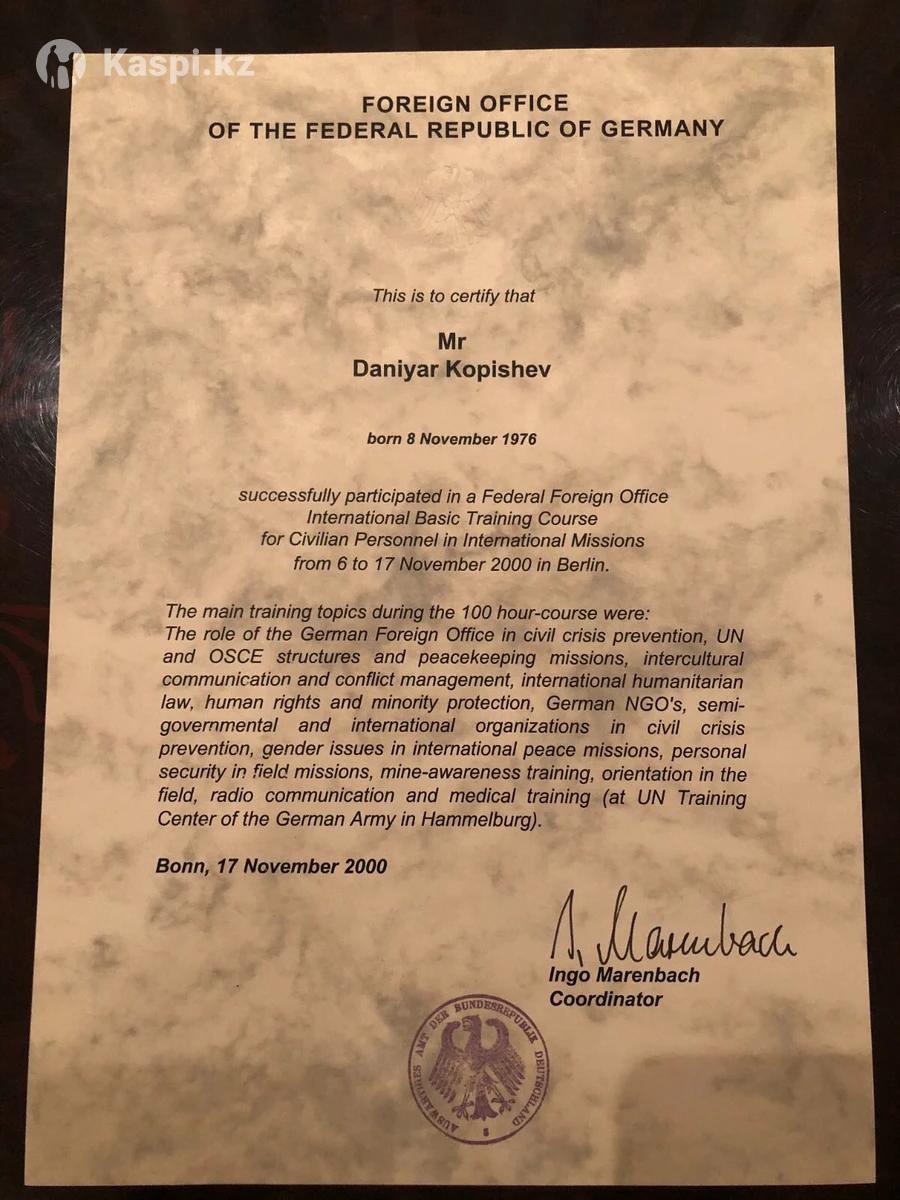 Kaspi.kz
FOREIGN OFFICE
OF THE FEDERAL REPUBLIC OF GERMANY
This is to certify that
Mr
Daniyar Kopishev
born 8 November 1976
successfully participated in a Federal Foreign Office
International Basic Training Course
for Civilian Personnel in International Missions
from 6 to 17 November 2000 in Berlin.
The main training topics during the 100 hour-course were:
The role of the German Foreign Office in civil crisis prevention, UN
and OSCE structures and peacekeeping missions, intercultural
communication and conflict management, international humanitarian
law, human rights and minority protection, German NGO's, semi-
governmental and international organizations in civil crisis
prevention, gender issues in international peace missions, personal
security in field missions, mine-awareness training, orientation in the
field, radio communication and medical training (at UN Training
Center of the German Army in Hammelburg).
Bonn, 17 November 2000
I. Marenbach
Ingo Marenbach
Coordinator
AUSWÄRTIGES AMT DER BUNDESREPUBLIK DEUTSCHLAND
8